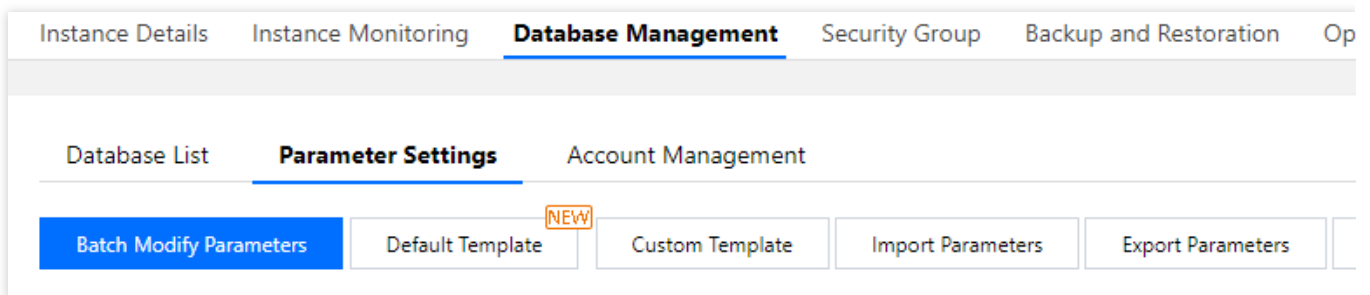 Instance Details Instance Monitoring Database Management Security Group Backup and Restoration Op
Database List Parameter Settings Account Management
NEW
Batch Modify Parameters Default Template Custom Template Import Parameters Export Parameters